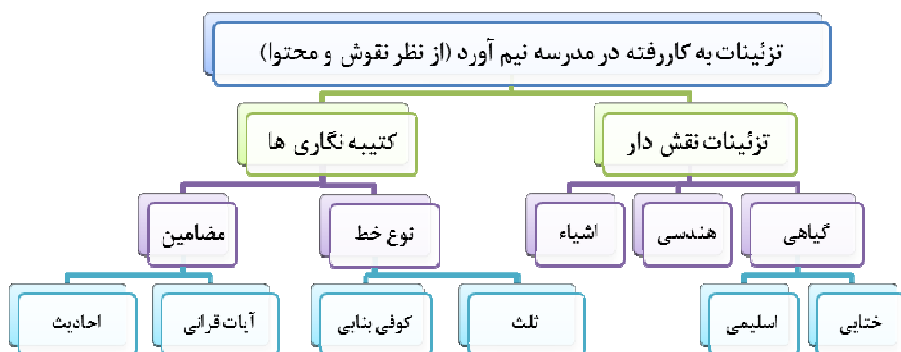 تزئینات به کاررفته در مدرسه نیم آورد (از نظر نقوش و محتوا)
تزئینات نقش دار
کتیبه نگاری ها
گیاهی
هندسی
اشیاء
نوع خط
مضامین
ختایی
اسلیمی
ثلث
کوفی بنایی
آیات قرانی
احادیث